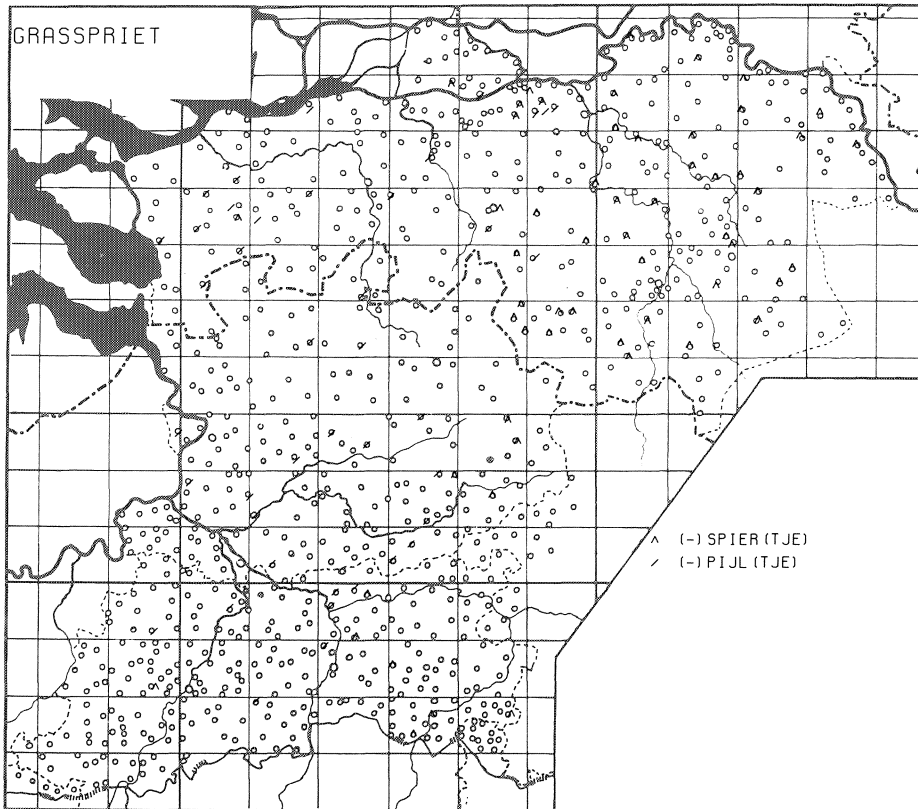 GRASSPRIET
ʌ (-) SPIER (TJE)
⁄ (-) PIJL (TJE)